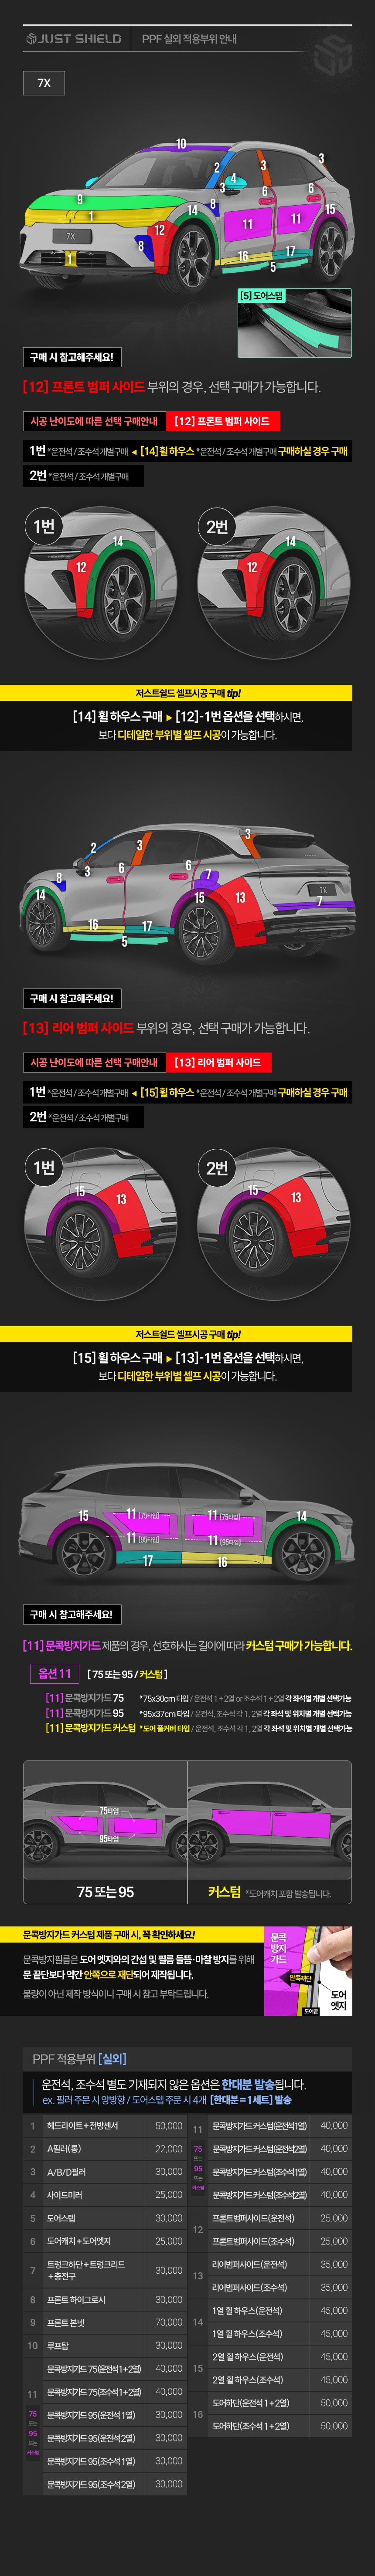 JUST SHIELD PPF 실외 적용부위 안내
7X
10
2
3
3
4
9
3
6
6
8
14
15
1
12
11
11
7X
8
16
17
1
5
[5] 도어스텝
구매 시 참고해주세요!
[12] 프론트 범퍼 사이드 부위의 경우, 선택 구매가 가능합니다.
시공 난이도에 따른 선택 구매안내 [12] 프론트 범퍼 사이드
1번 *운전석 / 조수석 개별구매 ◀ [14] 휠 하우스 *운전석 / 조수석 개별구매 구매하실 경우 구매
2번 *운전석 / 조수석 개별구매
1번
14
12
2번
14
12
저스트쉴드 셀프시공 구매 tip!
[14] 휠 하우스 구매 ▶ [12]-1번 옵션을 선택하시면,
보다 디테일한 부위별 셀프 시공이 가능합니다.
3
2
3
3
6
6
7
8
7X
14
15
13
7
16
17
5
구매 시 참고해주세요!
[13] 리어 범퍼 사이드 부위의 경우, 선택 구매가 가능합니다.
시공 난이도에 따른 선택 구매안내 [13] 리어 범퍼 사이드
1번 *운전석 / 조수석 개별구매 ◀ [15] 휠 하우스 *운전석 / 조수석 개별구매 구매하실 경우 구매
2번 *운전석 / 조수석 개별구매
1번
15
13
2번
15
13
저스트쉴드 셀프시공 구매 tip!
[15] 휠 하우스 구매 ▶ [13]-1번 옵션을 선택하시면,
보다 디테일한 부위별 셀프 시공이 가능합니다.
15
11 (75타입)
11 (75타입)
14
11 (95타입)
11 (95타입)
17
16
구매 시 참고해주세요!
[11] 문콕방지가드 제품의 경우, 선호하시는 길이에 따라 커스텀 구매가 가능합니다.
옵션 11 [ 75 또는 95 / 커스텀 ]
[11] 문콕방지가드 75 *75x30cm 타입 / 운전석 1+2열 or 조수석 1+2열 각 좌석별 개별 선택가능
[11] 문콕방지가드 95 *95x37cm 타입 / 운전석, 조수석 각 1, 2열 각 좌석 및 위치별 개별 선택가능
[11] 문콕방지가드 커스텀 *도어 풀커버 타입 / 운전석, 조수석 각 1, 2열 각 좌석 및 위치별 개별 선택가능
75타입
95타입
75 또는 95
커스텀 *도어캐치 포함 발송됩니다.
문콕방지가드 커스텀 제품 구매 시, 꼭 확인하세요!
문콕방지필름은 도어 엣지와의 간섭 및 필름 들뜸·마찰 방지를 위해
문 끝단보다 약간 안쪽으로 재단되어 제작됩니다.
불량이 아닌 제작 방식이니 구매 시 참고 부탁드립니다.
문콕
방지
가드
안쪽재단
도어
엣지
도어끝
PPF 적용부위 [실외]
운전석, 조수석 별도 기재되지 않은 옵션은 한대분 발송됩니다.
ex. 필러 주문 시 양방향 / 도어스텝 주문 시 4개 [한대분 = 1세트] 발송
1 헤드라이트+전방센서 50,000
2 A필러(롱) 22,000
3 A/B/D필러 30,000
4 사이드미러 25,000
5 도어스텝 30,000
6 도어캐치+도어엣지 25,000
7 트렁크하단+트렁크리드
+충전구 30,000
8 프론트 하이그로시 30,000
9 프론트 본넷 70,000
10 루프탑 30,000
11
75
또는
95
또는
커스텀
문콕방지가드 75(운전석1+2열) 40,000
문콕방지가드 75(조수석1+2열) 40,000
문콕방지가드 95(운전석 1열) 30,000
문콕방지가드 95(운전석 2열) 30,000
문콕방지가드 95(조수석 1열) 30,000
문콕방지가드 95(조수석 2열) 30,000
11
75
또는
95
또는
커스텀
문콕방지가드 커스텀(운전석1열) 40,000
문콕방지가드 커스텀(운전석2열) 40,000
문콕방지가드 커스텀(조수석1열) 40,000
문콕방지가드 커스텀(조수석2열) 40,000
12
프론트범퍼사이드(운전석) 25,000
프론트범퍼사이드(조수석) 25,000
13
리어범퍼사이드(운전석) 35,000
리어범퍼사이드(조수석) 35,000
14
1열 휠 하우스(운전석) 45,000
1열 휠 하우스(조수석) 45,000
15
2열 휠 하우스(운전석) 45,000
2열 휠 하우스(조수석) 45,000
16
도어하단(운전석 1+2열) 50,000
도어하단(조수석 1+2열) 50,000